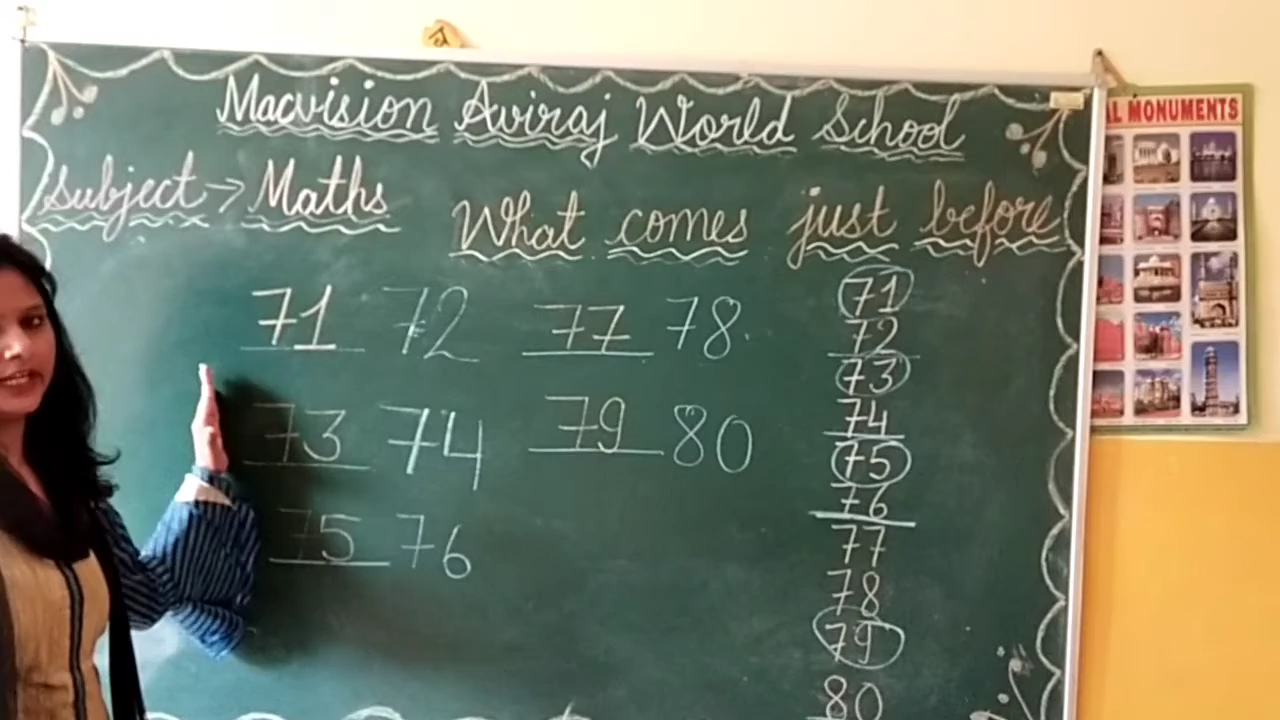 Macvision Aviraj World School
Subject → Maths
What comes just before
71 72 77 78
73 74 79 80
75 76
71
72
73
74
75
76
77
78
79
80
L MONUMENTS